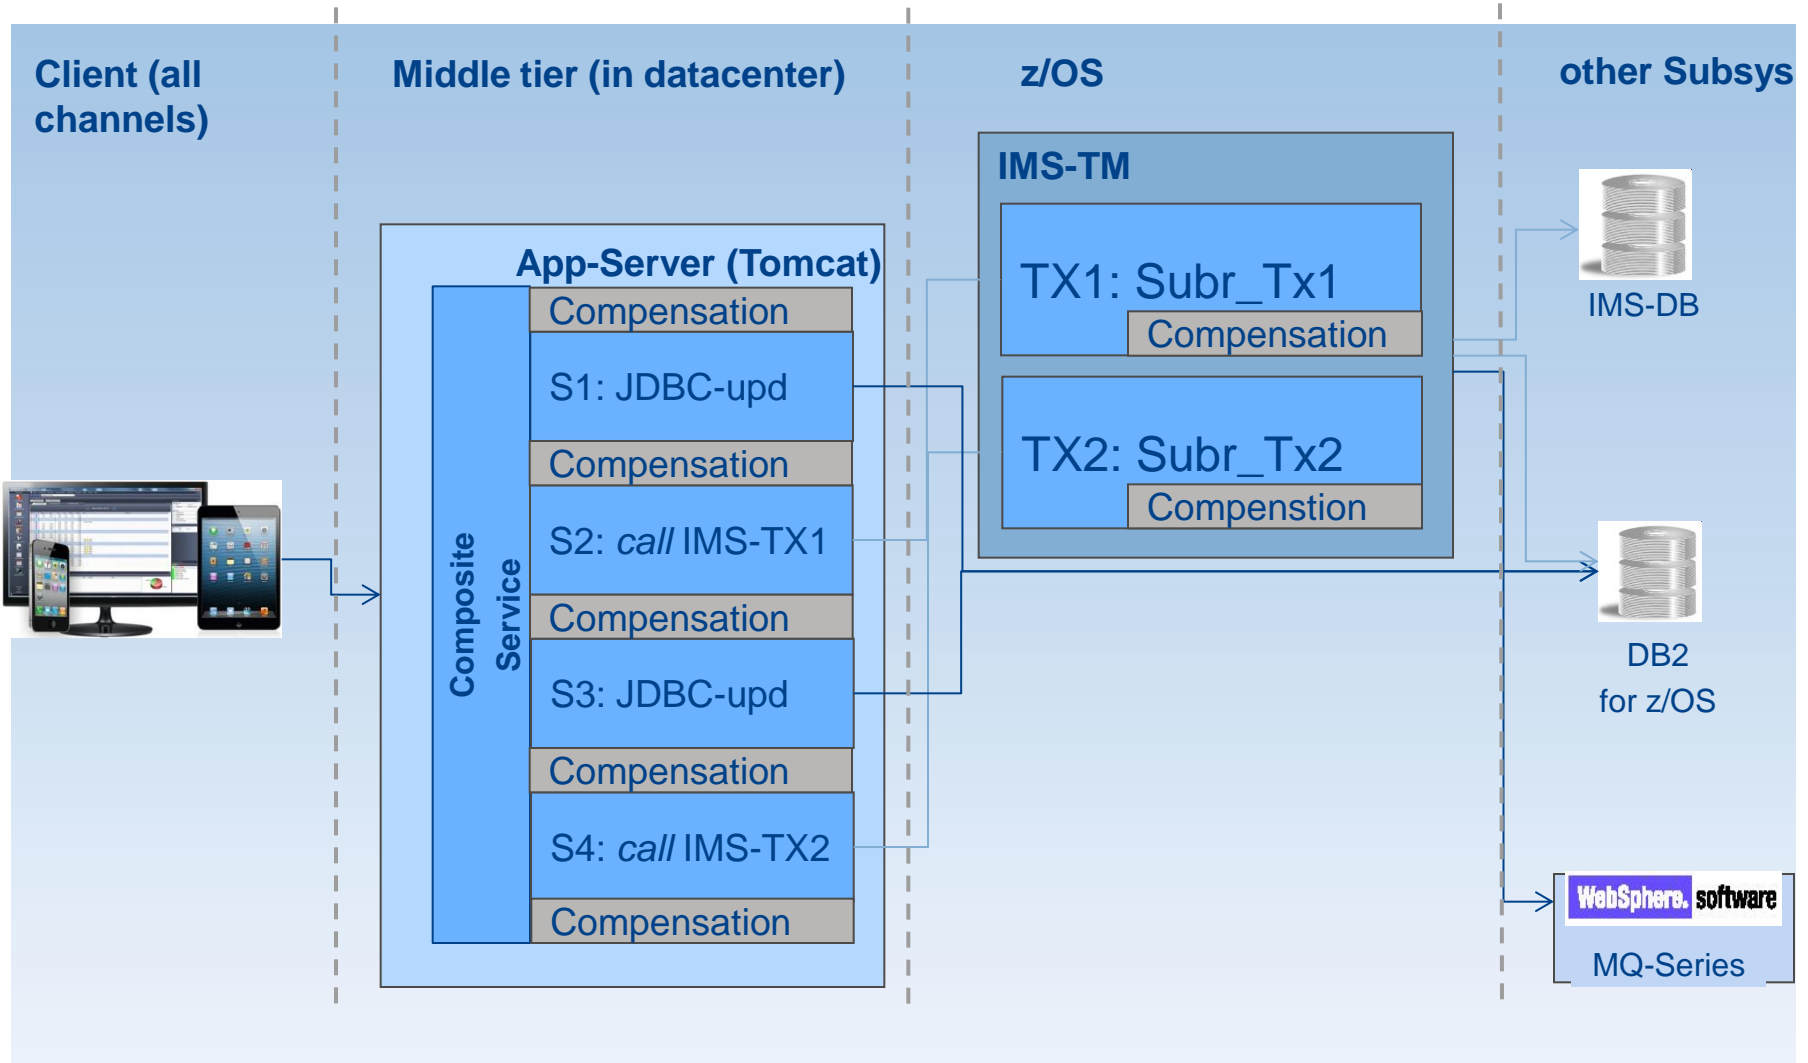 Client (all
channels)
Middle tier (in datacenter)
z/OS
other Subsys
App-Server (Tomcat)
Composite
Service
Compensation
S1: JDBC-upd
Compensation
S2: call IMS-TX1
Compensation
S3: JDBC-upd
Compensation
S4: call IMS-TX2
Compensation
IMS-TM
TX1: Subr_Tx1
Compensation
TX2: Subr_Tx2
Compenstion
IMS-DB
DB2
for z/OS
WebSphere. software
MQ-Series